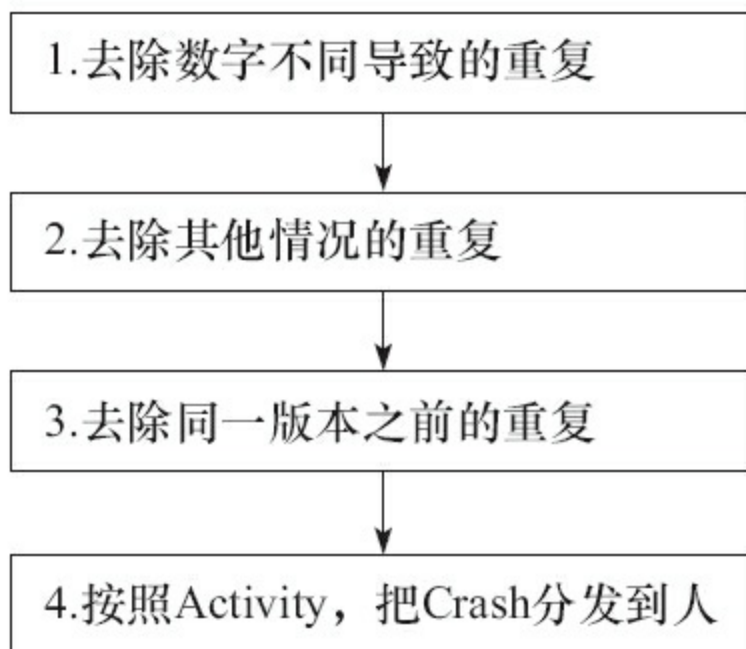 1.去除数字不同导致的重复
2.去除其他情况的重复
3.去除同一版本之前的重复
4.按照Activity，把Crash分发到人